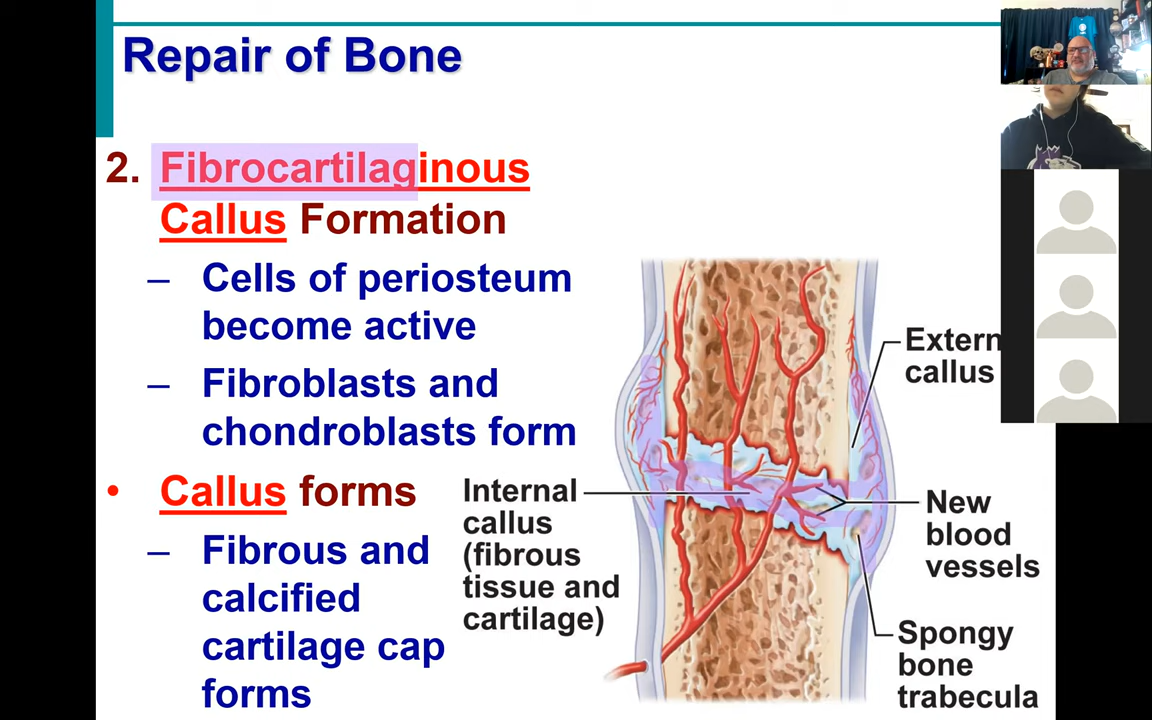 Repair of Bone
2. Fibrocartilaginous
Callus Formation
– Cells of periosteum
become active
– Fibroblasts and
chondroblasts form
• Callus forms
– Fibrous and
calcified
cartilage cap
forms
Internal
callus
(fibrous
tissue and
cartilage)
Extern
callus
New
blood
vessels
Spongy
bone
trabecula